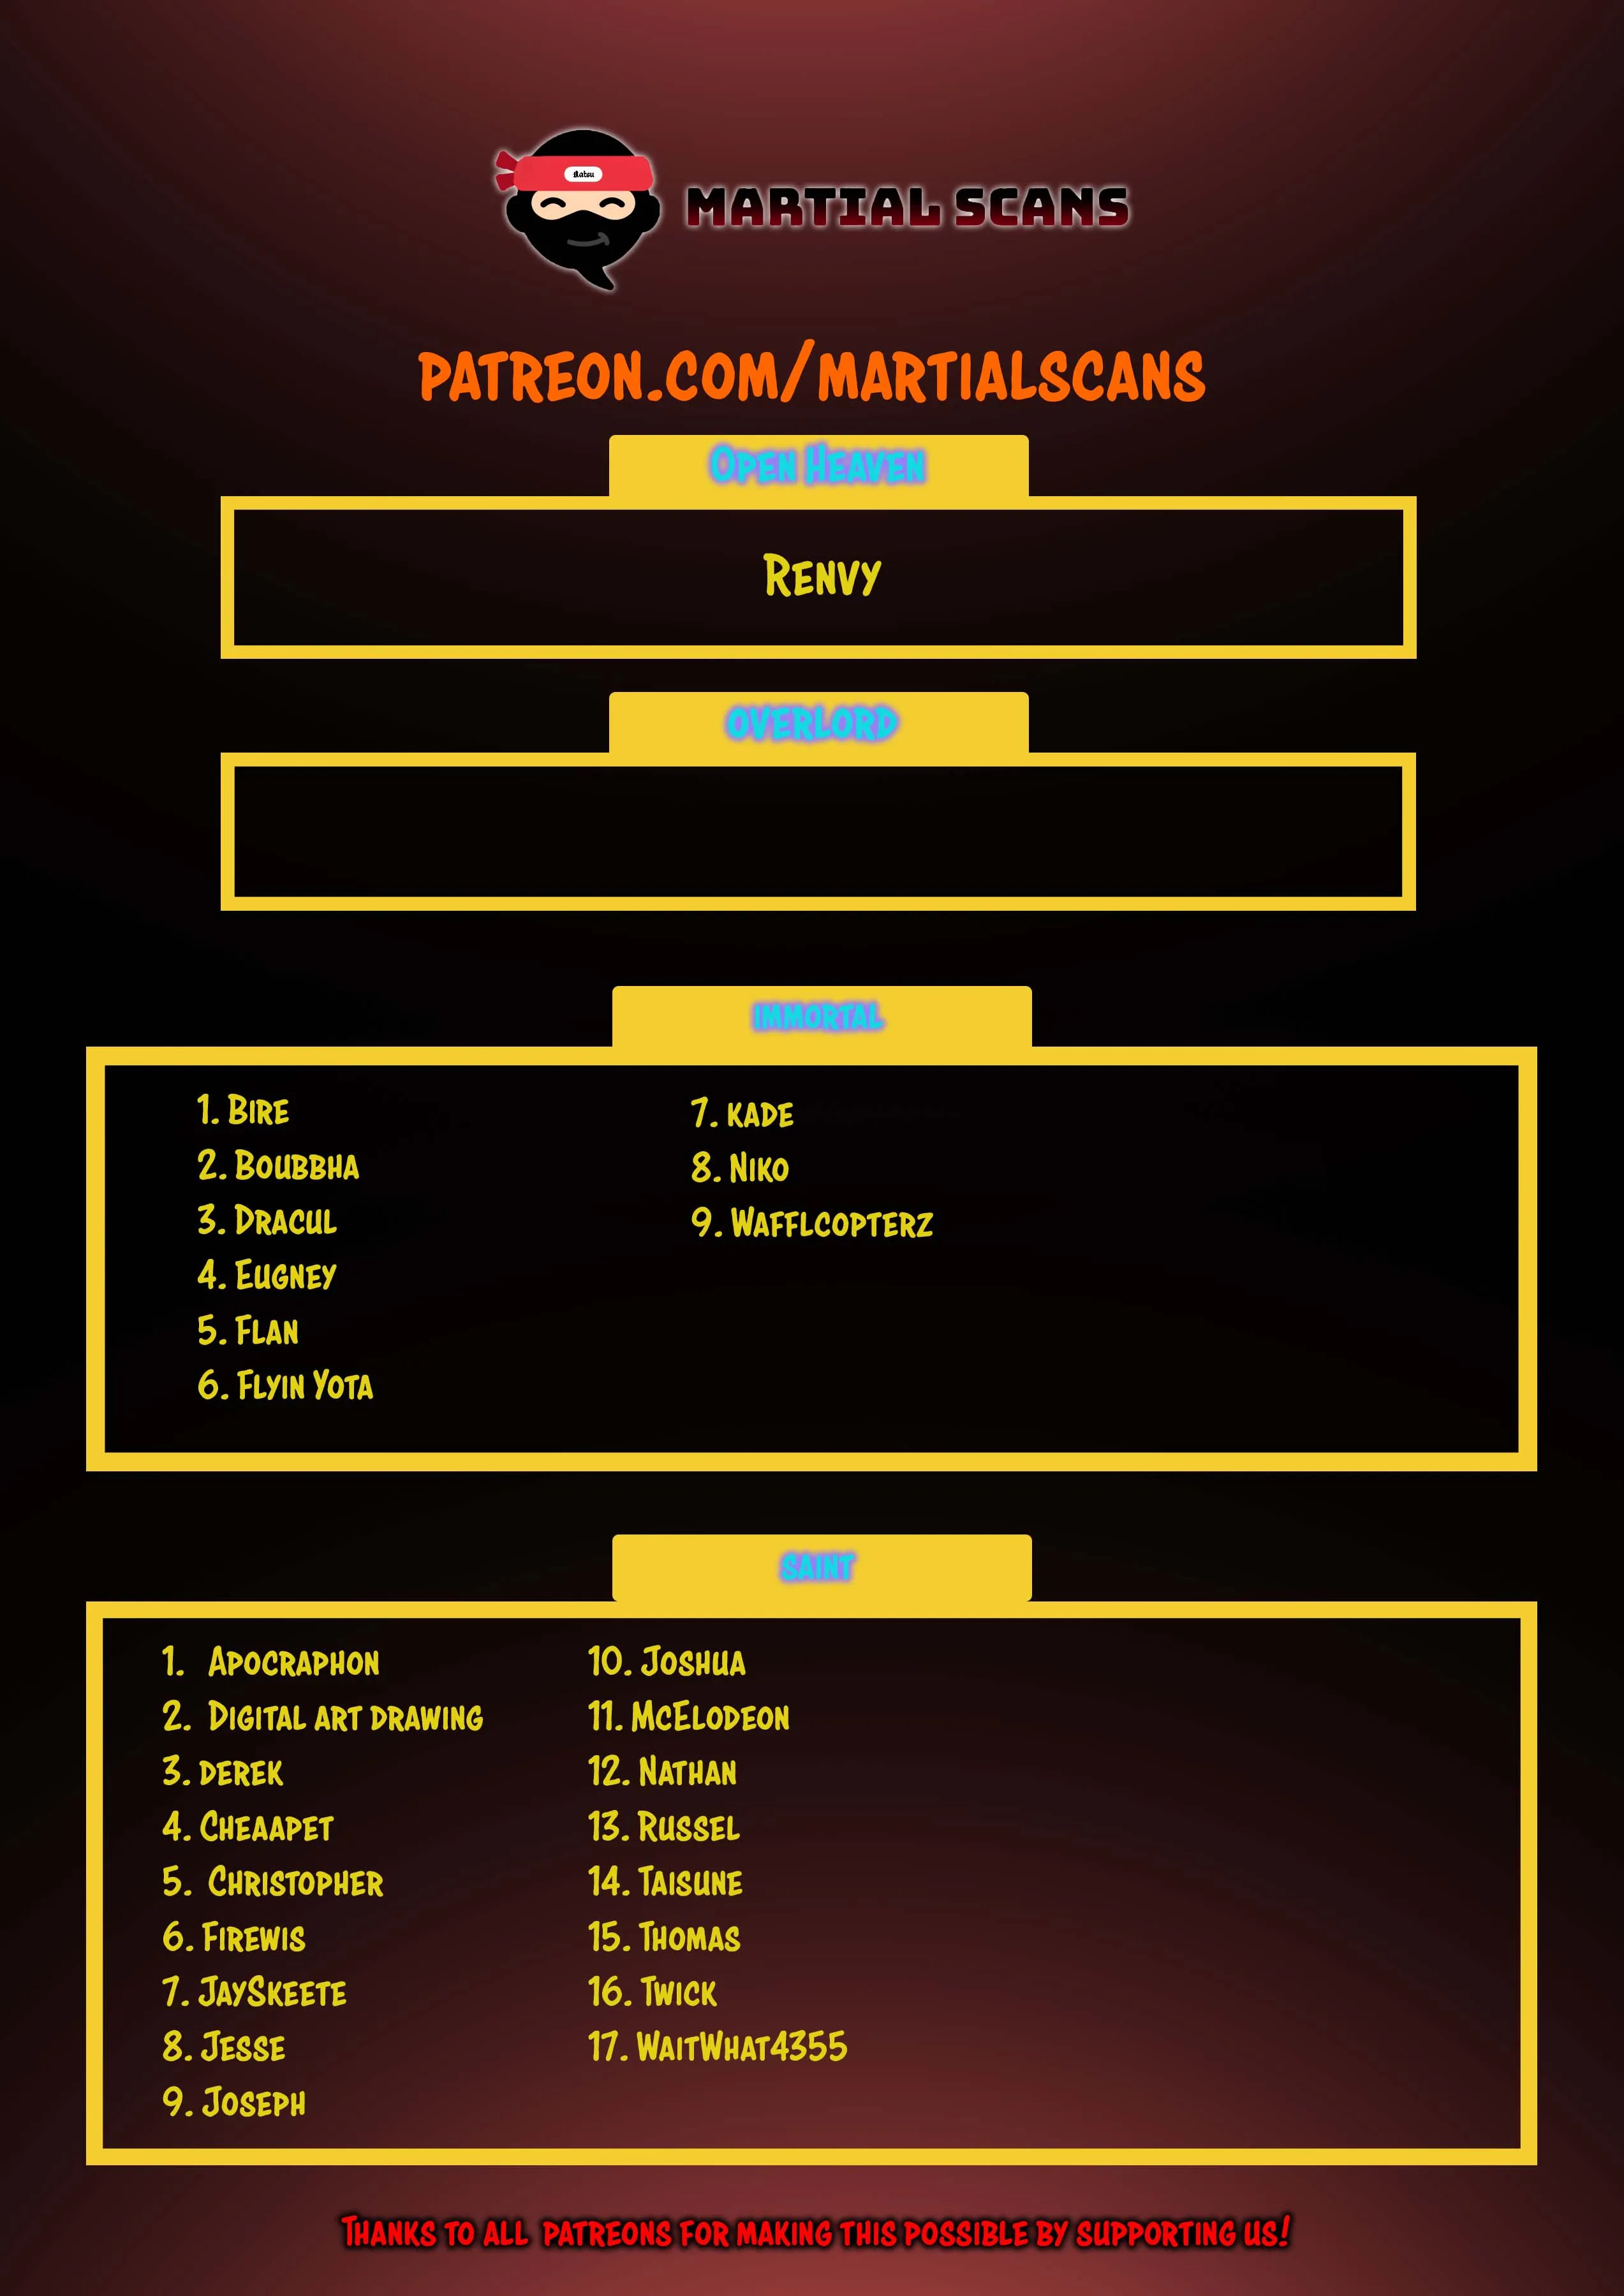 Batsu
MARTIAL SCANS
PATREON.COM/MARTIALSCANS
Open Heaven
Renvy
OVERLORD
IMMORTAL
1. Bire
2. Boubbha
3. Dracul
4. Eugney
5. Flan
6. Flyin Yota
7. kade
8. Niko
9. Wafflcopterz
SAINT
1. Apocraphon
2. Digital art drawing
3. derek
4. Cheaapet
5. Christopher
6. Firewis
7. JaySkeete
8. Jesse
9. Joseph
10. Joshua
11. McElodeon
12. Nathan
13. Russel
14. Taisune
15. Thomas
16. Twick
17. WaitWhat4355
Thanks to all patreons for making this possible by supporting us!